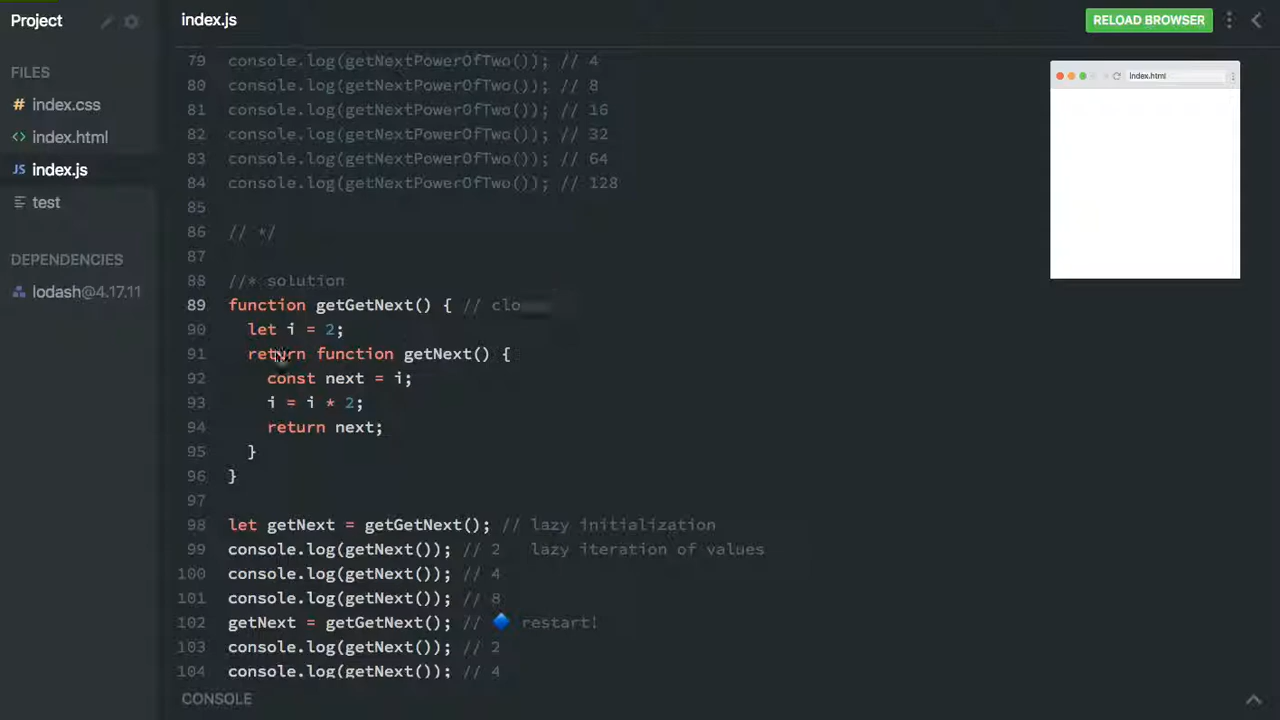 Project
index.js
RELOAD BROWSER
FILES
index.css
index.html
index.js
test
DEPENDENCIES
lodash@4.17.11
index.html
79 console.log(getNextPowerOfTwo()); // 4
80 console.log(getNextPowerOfTwo()); // 8
81 console.log(getNextPowerOfTwo()); // 16
82 console.log(getNextPowerOfTwo()); // 32
83 console.log(getNextPowerOfTwo()); // 64
84 console.log(getNextPowerOfTwo()); // 128
85
86 // */
87
88 //* solution
89 function getGetNext() { //
90 let i = 2;
91 return function getNext() {
92 const next = i;
93 i = i * 2;
94 return next;
95 }
96 }
97
98 let getNext = getGetNext(); // lazy initialization
99 console.log(getNext()); // 2 lazy iteration of values
100 console.log(getNext()); // 4
101 console.log(getNext()); // 8
102 getNext = getGetNext(); // 🔷 restart!
103 console.log(getNext()); // 2
104 console.log(getNext()); // 4
CONSOLE